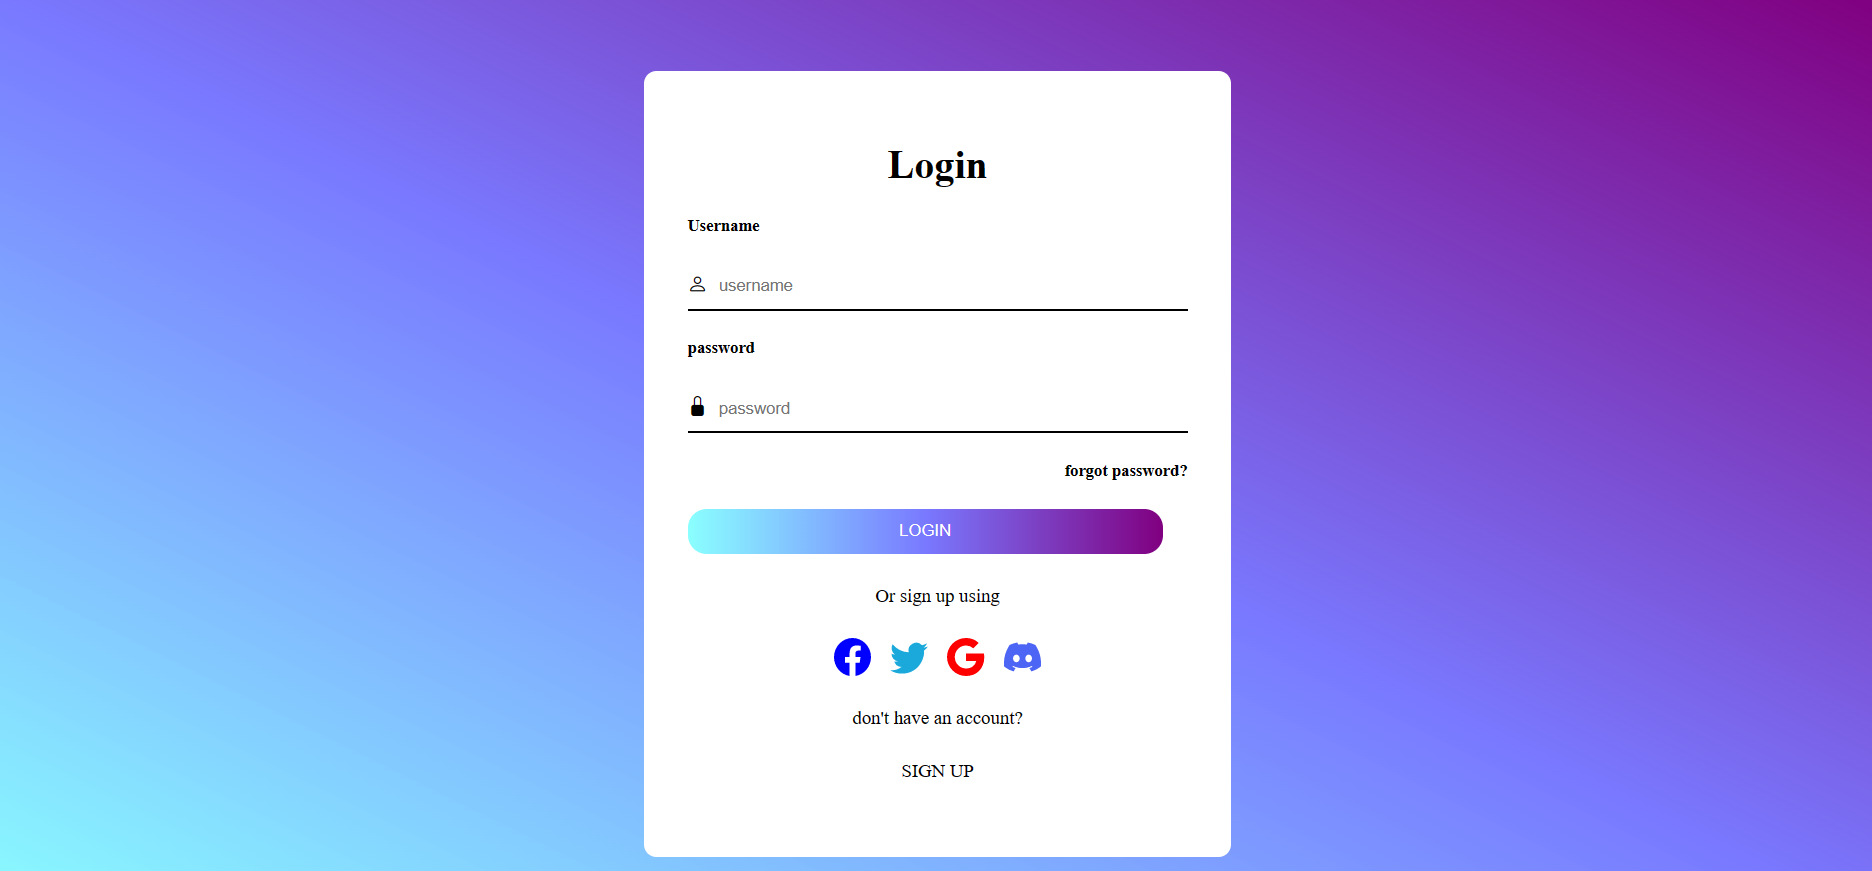 Login
Username
username
password
password
forgot password?
LOGIN
Or sign up using
don't have an account?
SIGN UP